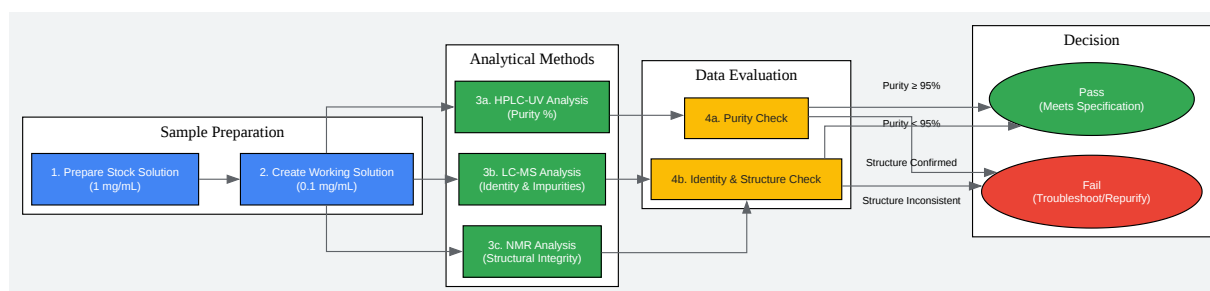 Sample Preparation
1. Prepare Stock Solution
(1 mg/mL)
2. Create Working Solution
(0.1 mg/mL)
Analytical Methods
3a. HPLC-UV Analysis
(Purity %)
3b. LC-MS Analysis
(Identity & Impurities)
3c. NMR Analysis
(Structural Integrity)
Data Evaluation
4a. Purity Check
4b. Identity & Structure Check
Purity ≥ 95%
Purity < 95%
Structure Confirmed
Structure Inconsistent
Decision
Pass
(Meets Specification)
Fail
(Troubleshoot/Repurify)